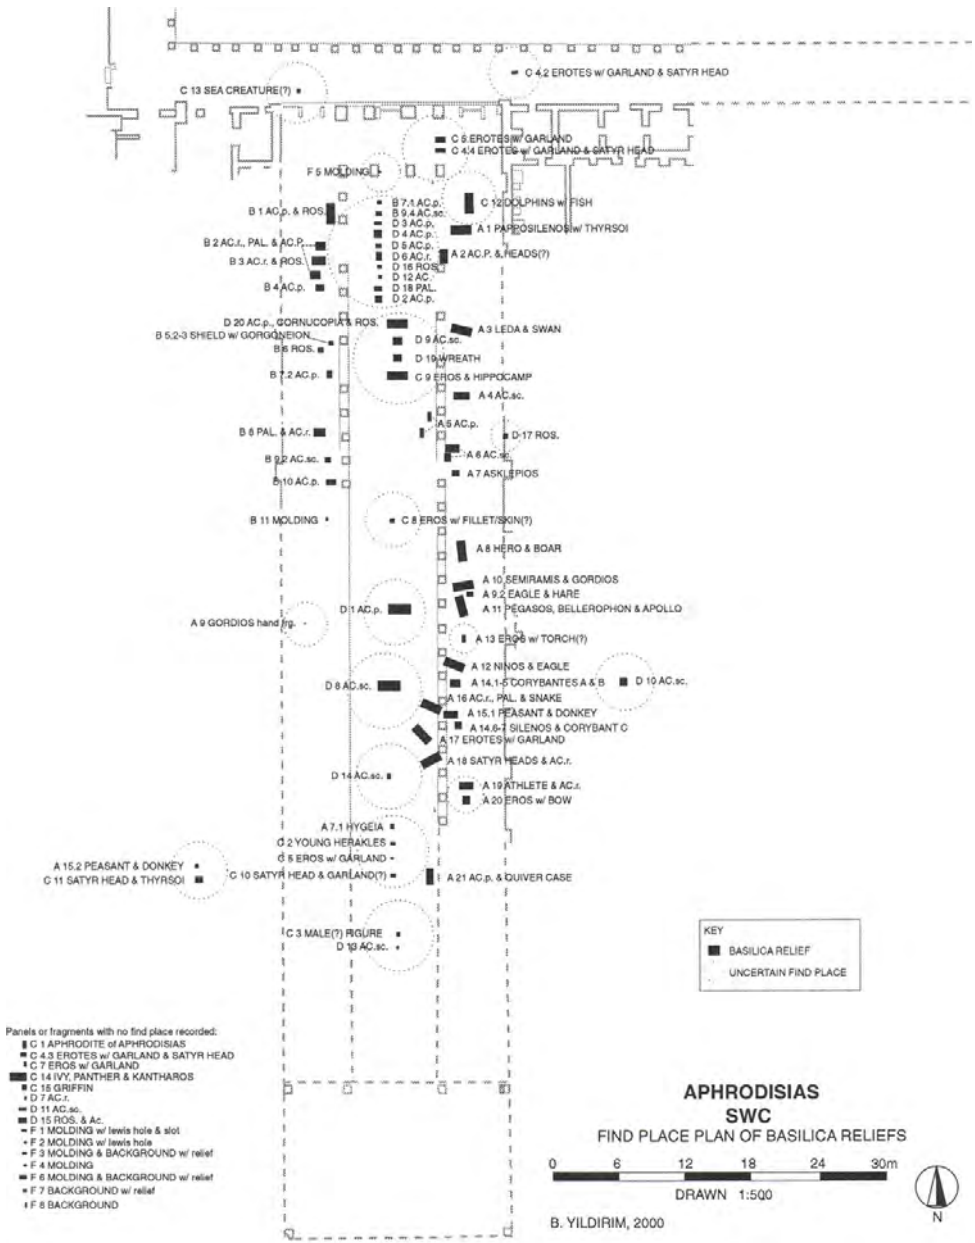 C 4.2 EROTES w/ GARLAND & SATYR HEAD
C 13 SEA CREATURE(?)
C 5 EROTES w/ GARLAND
C 4.4 EROTES w/ GARLAND & SATYR HEAD
F 5 MOLDING
B 7.1 AC.p.
C 12 DOLPHINS w/ FISH
B 1 AC.p. & ROS.
B 9.4 AC.sc.
D 3 AC.p.
A 1 PAPPOSILENOS w/ THYRSOI
D 4 AC.p.
B 2 AC.r., PAL. & AC.P.
D 5 AC.p.
A 2 AC.P. & HEADS(?)
B 3 AC.r. & ROS.
D 6 AC.r.
D 16 ROS.
D 12 AC.
B 4 AC.p.
D 18 PAL.
D 2 AC.p.
D 20 AC.p., CORNUCOPIA & ROS.
A 3 LEDA & SWAN
B 5.2-3 SHIELD w/ GORGONEION
D 9 AC.sc.
B 6 ROS.
D 19 WREATH
B 7.2 AC.p.
C 9 EROS & HIPPOCAMP
A 4 AC.sc.
A 5 AC.p.
B 8 PAL. & AC.r.
D 17 ROS.
A 6 AC.sc.
B 9.2 AC.sc.
A 7 ASKLEPIOS
B 10 AC.p.
B 11 MOLDING
C 8 EROS w/ FILLET/SKIN(?)
A 8 HERO & BOAR
A 10 SEMIRAMIS & GORDIOS
A 9.2 EAGLE & HARE
D 1 AC.p.
A 11 PEGASOS, BELLEROPHON & APOLLO
A 9 GORDIOS hand frg.
A 13 EROS w/ TORCH(?)
A 12 NINOS & EAGLE
D 8 AC.sc.
A 14.1-5 CORYBANTES A & B
D 10 AC.sc.
A 16 AC.r., PAL. & SNAKE
A 15.1 PEASANT & DONKEY
A 14.6-7 SILENOS & CORYBANT C
A 17 EROTES w/ GARLAND
A 18 SATYR HEADS & AC.r.
D 14 AC.sc.
A 19 ATHLETE & AC.r.
A 20 EROS w/ BOW
A 7.1 HYGEIA
C 2 YOUNG HERAKLES
C 6 EROS w/ GARLAND
A 15.2 PEASANT & DONKEY
C 10 SATYR HEAD & GARLAND(?)
A 21 AC.p. & QUIVER CASE
C 11 SATYR HEAD & THYRSOI
C 3 MALE(?) FIGURE
D 13 AC.sc.
KEY
BASILICA RELIEF
UNCERTAIN FIND PLACE
Panels or fragments with no find place recorded:
C 1 APHRODITE of APHRODISIAS
C 4.3 EROTES w/ GARLAND & SATYR HEAD
C 7 EROS w/ GARLAND
C 14 IVY, PANTHER & KANTHAROS
C 15 GRIFFIN
D 7 AC.r.
D 11 AC.sc.
D 15 ROS. & Ac.
F 1 MOLDING w/ lewis hole & slot
F 2 MOLDING w/ lewis hole
F 3 MOLDING & BACKGROUND w/ relief
F 4 MOLDING
F 6 MOLDING & BACKGROUND w/ relief
F 7 BACKGROUND w/ relief
F 8 BACKGROUND
APHRODISIAS
SWC
FIND PLACE PLAN OF BASILICA RELIEFS
0 6 12 18 24 30m
DRAWN 1:500
B. YILDIRIM, 2000
N